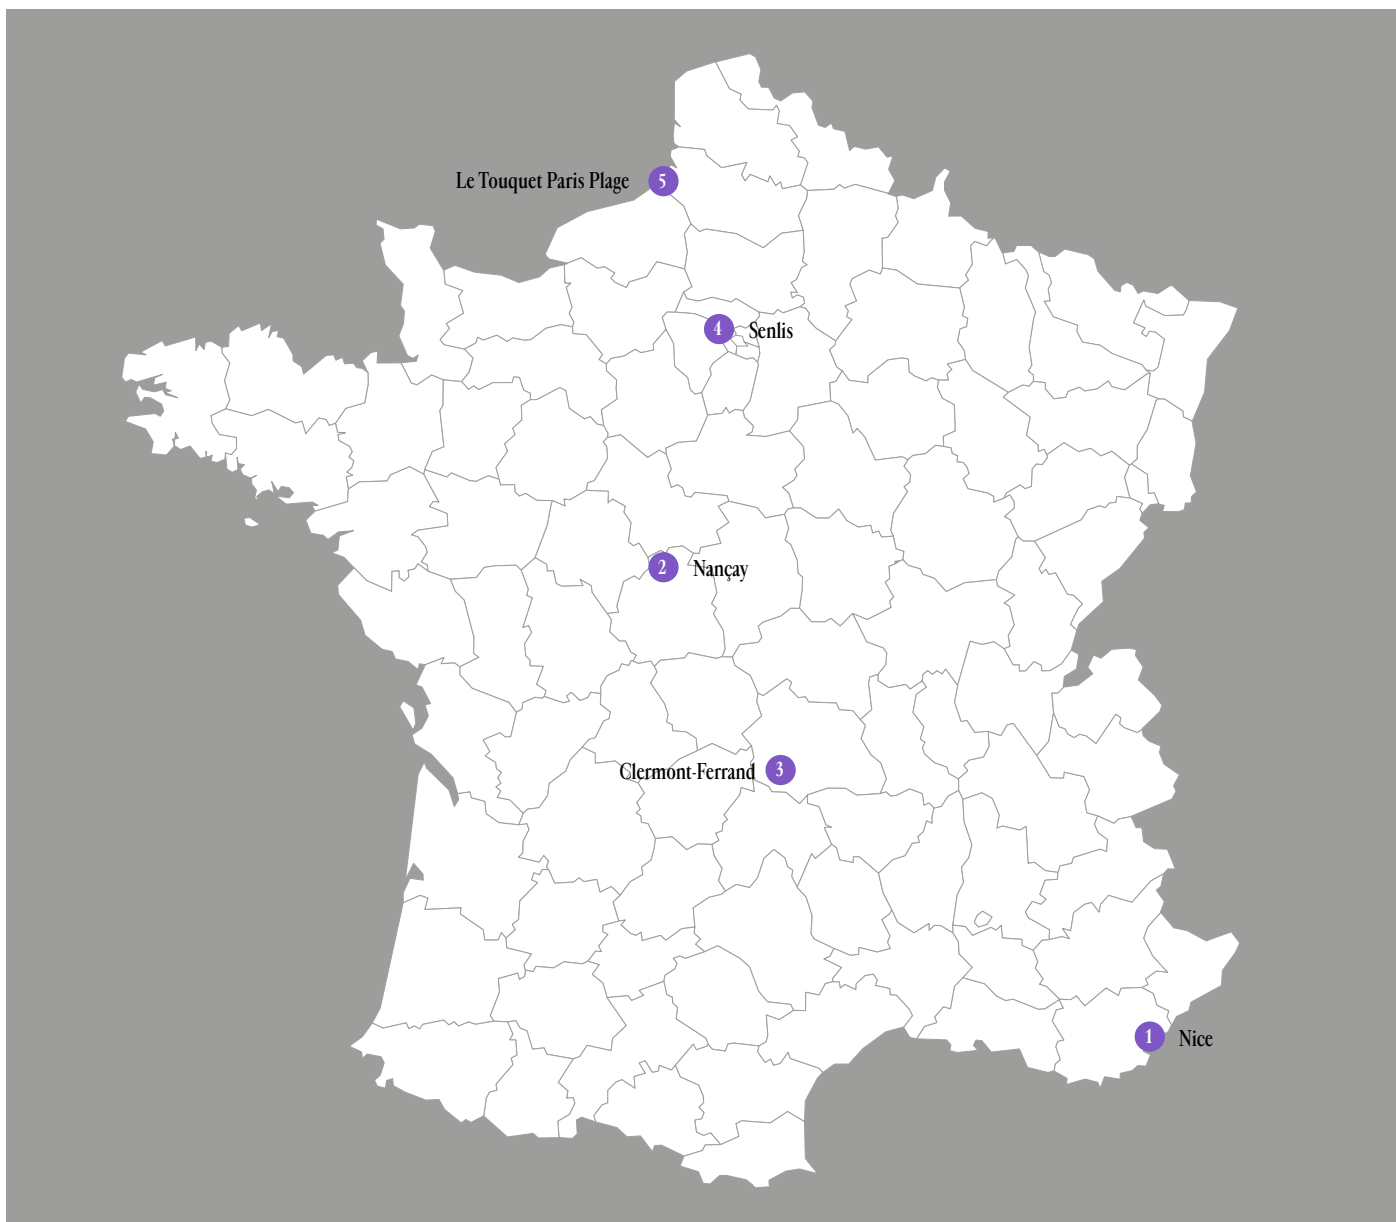 Le Touquet Paris Plage 5
4 Senlis
2 Nançay
Clermont-Ferrand 3
1 Nice